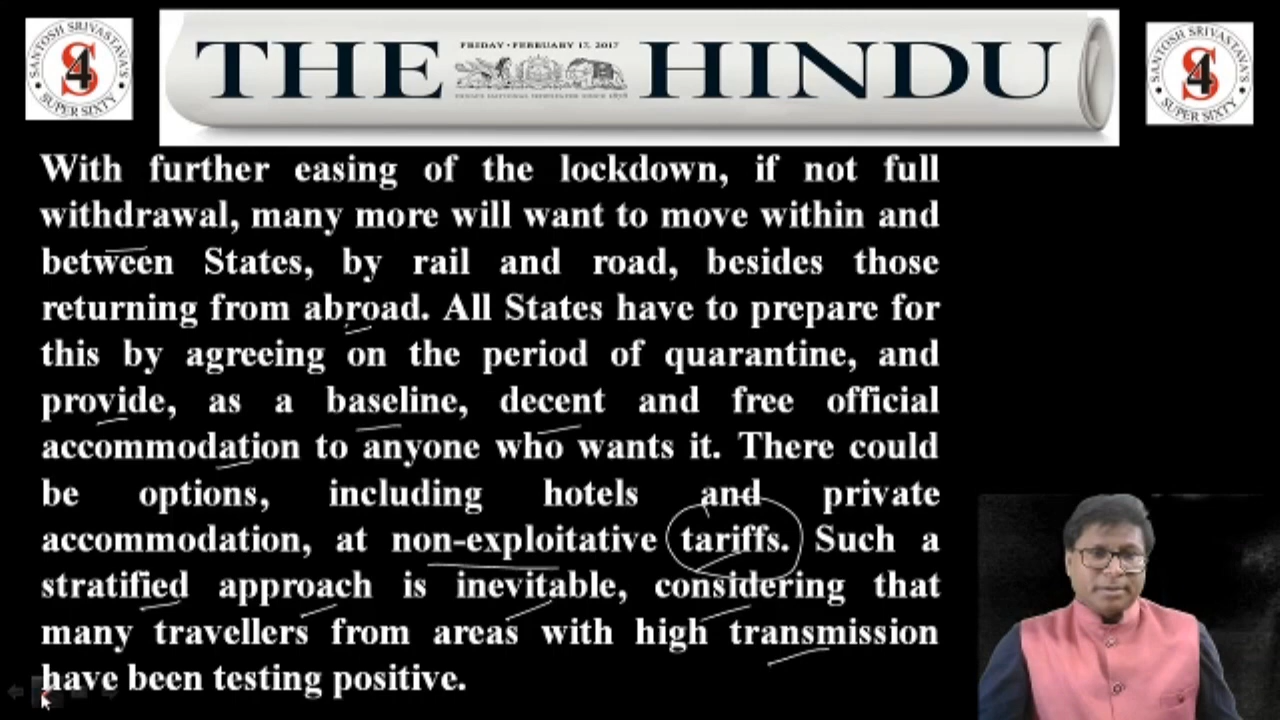 SANTOSH SRIVASTAVA'S
S4
SUPER SIXTY
FRIDAY • FEBRUARY 17, 2017
THE HINDU
SANTOSH SRIVASTAVA'S
S4
SUPER SIXTY
With further easing of the lockdown, if not full
withdrawal, many more will want to move within and
between States, by rail and road, besides those
returning from abroad. All States have to prepare for
this by agreeing on the period of quarantine, and
provide, as a baseline, decent and free official
accommodation to anyone who wants it. There could
be options, including hotels and private
accommodation, at non-exploitative tariffs. Such a
stratified approach is inevitable, considering that
many travellers from areas with high transmission
have been testing positive.